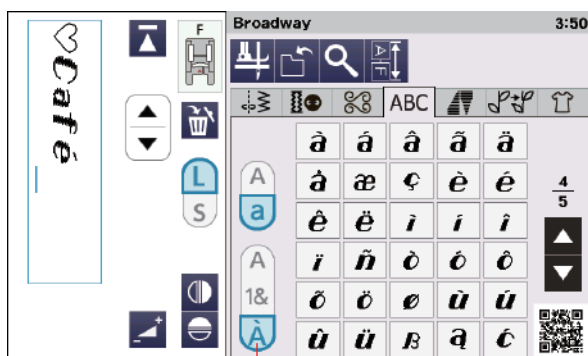 Broadway
3:50
F
♡Café
ABC
L
S
A
a
A
1&
À
à á â ã ä
å æ ç è é
ê ë ì í î
ï ñ ò ó ô
õ ö ø ù ú
û ü ß ą ć
4
5